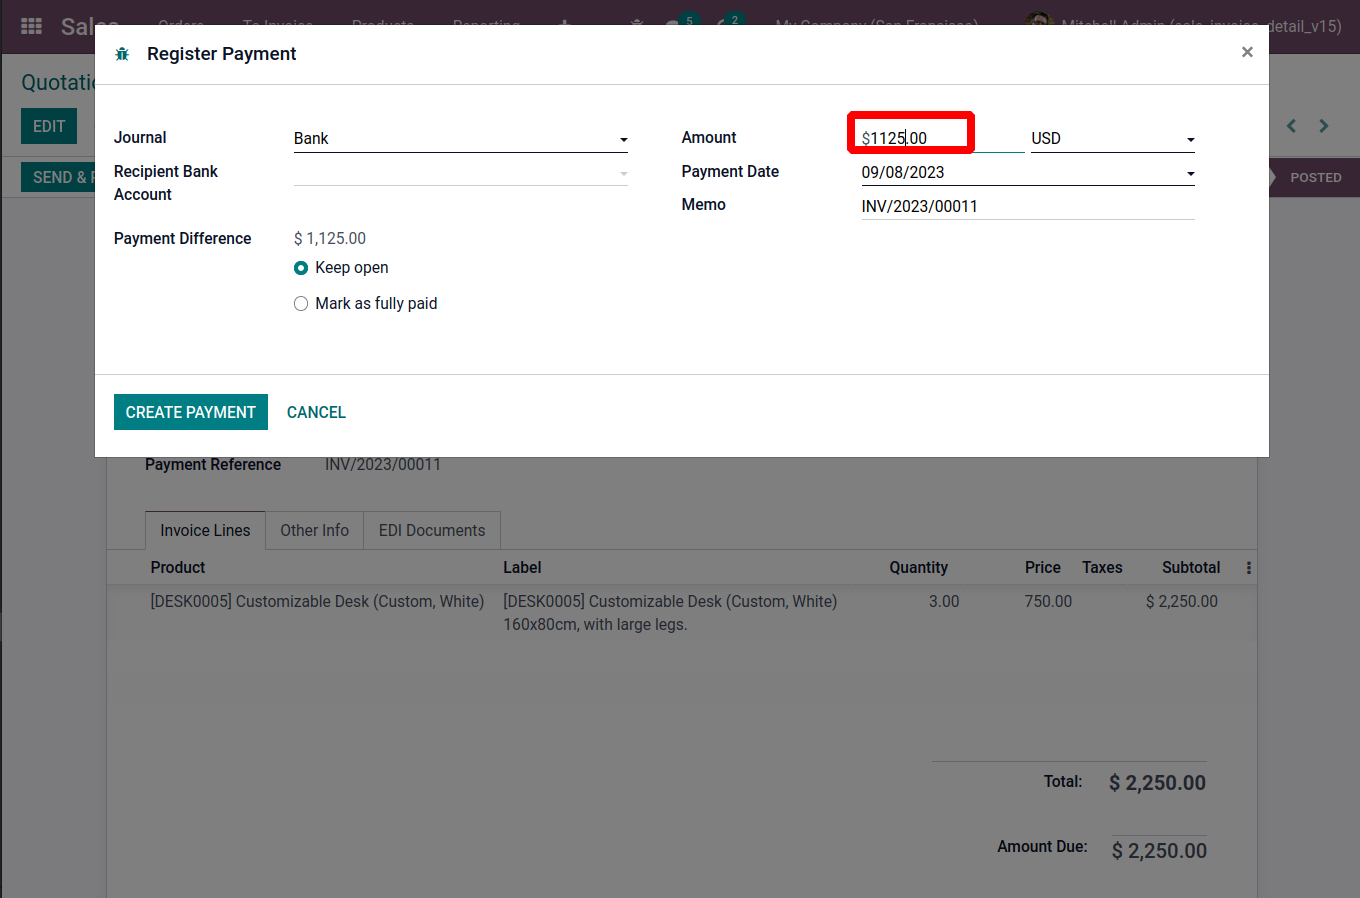 Register Payment
×
Journal Bank Amount $1125.00 USD
Recipient Bank Account Payment Date 09/08/2023
Memo INV/2023/00011
Payment Difference $ 1,125.00
Keep open
Mark as fully paid
CREATE PAYMENT CANCEL
Sales Orders To Invoice Products Reporting 5 2 My Company (San Francisco) Mitchell Admin (sale_invoice_detail_v15)
Quotati
EDIT
SEND & P POSTED
Payment Reference INV/2023/00011
Invoice Lines Other Info EDI Documents
Product Label Quantity Price Taxes Subtotal
[DESK0005] Customizable Desk (Custom, White) [DESK0005] Customizable Desk (Custom, White) 3.00 750.00 $ 2,250.00
160x80cm, with large legs.
Total: $ 2,250.00
Amount Due: $ 2,250.00